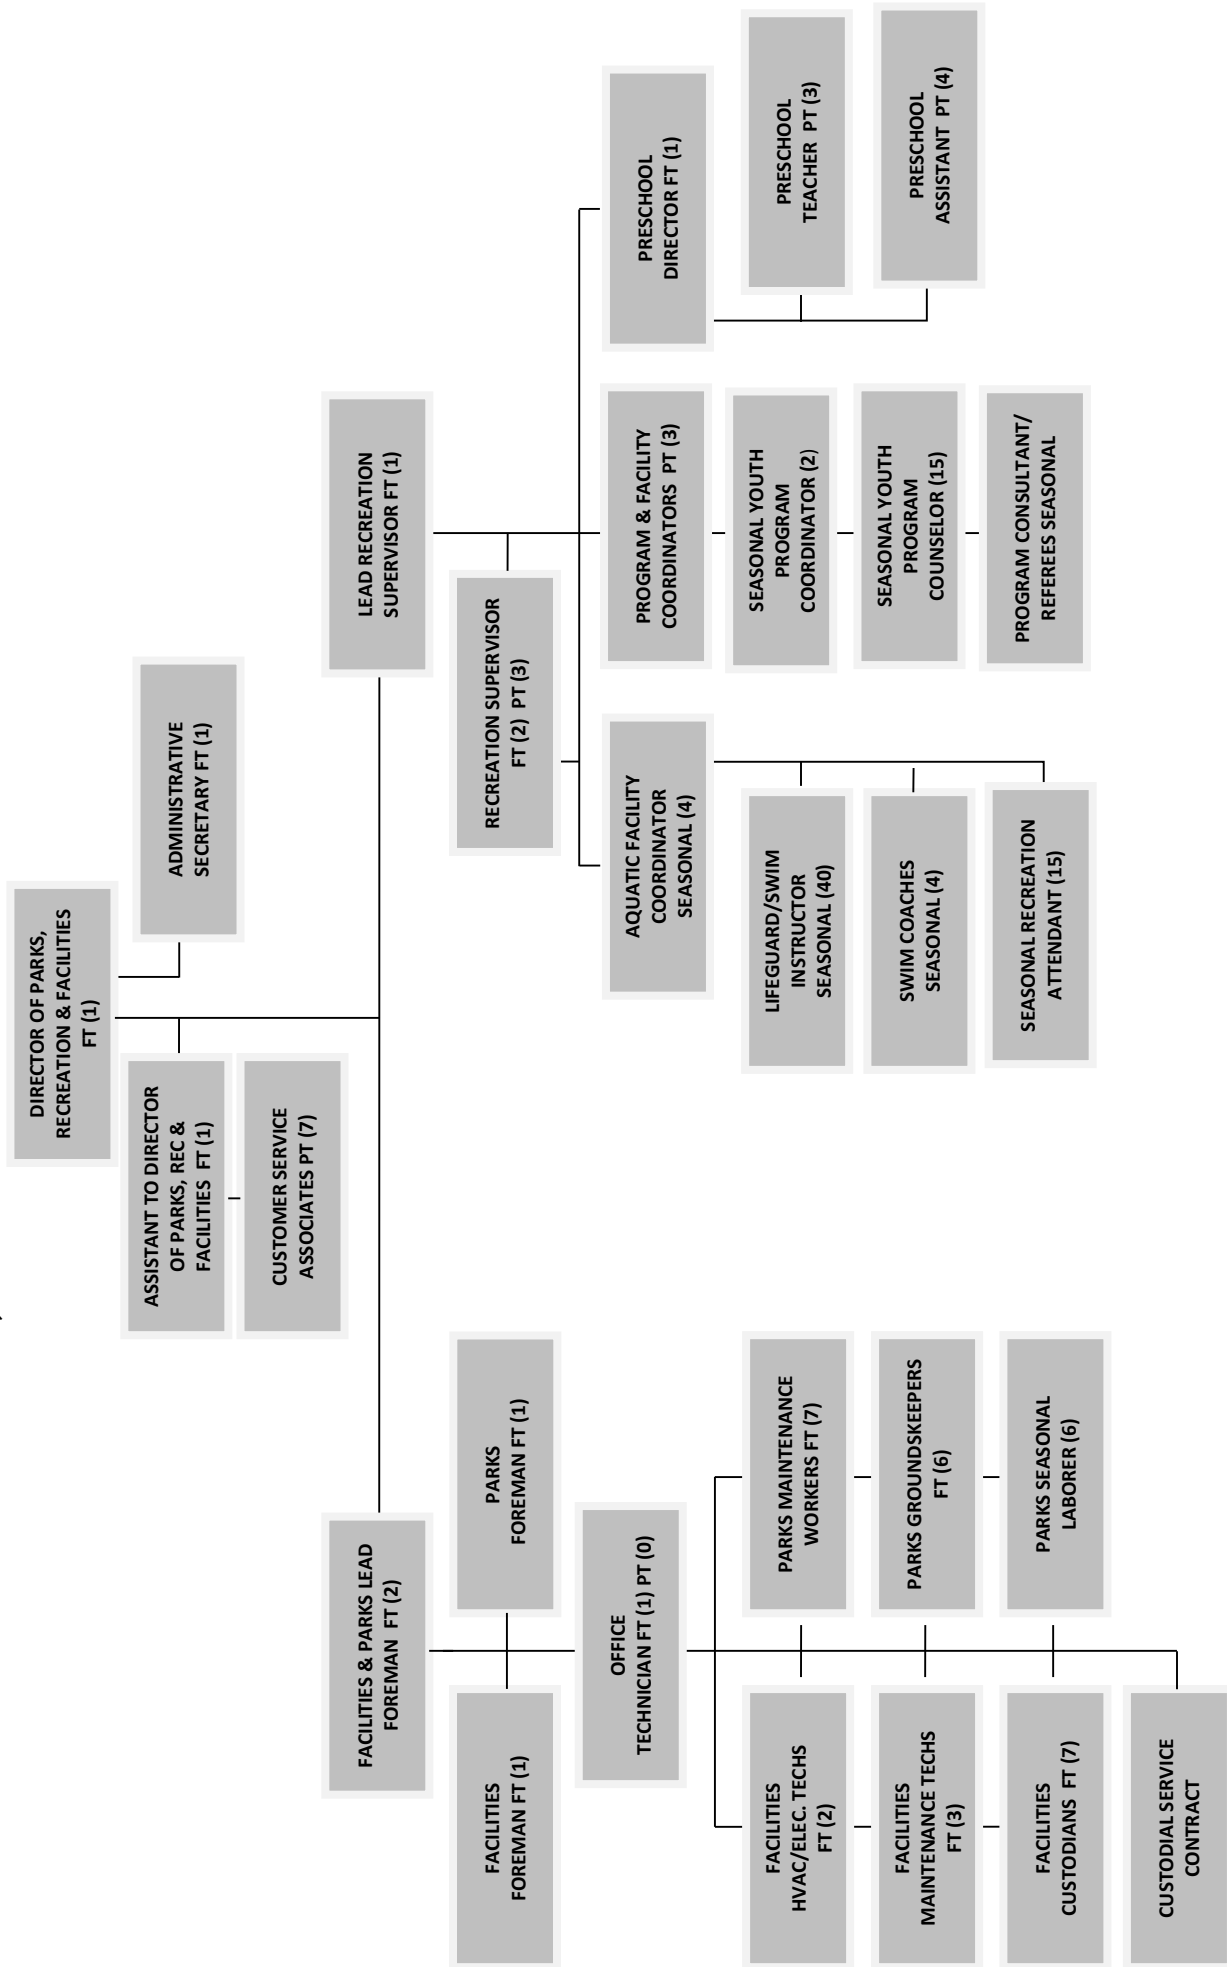 DIRECTOR OF PARKS,
RECREATION & FACILITIES
FT (1)
ASSISTANT TO DIRECTOR
OF PARKS, REC &
FACILITIES FT (1)
ADMINISTRATIVE
SECRETARY FT (1)
CUSTOMER SERVICE
ASSOCIATES PT (7)
FACILITIES & PARKS LEAD
FOREMAN FT (2)
LEAD RECREATION
SUPERVISOR FT (1)
FACILITIES
FOREMAN FT (1)
PARKS
FOREMAN FT (1)
RECREATION SUPERVISOR
FT (2) PT (3)
OFFICE
TECHNICIAN FT (1) PT (0)
AQUATIC FACILITY
COORDINATOR
SEASONAL (4)
PROGRAM & FACILITY
COORDINATORS PT (3)
PRESCHOOL
DIRECTOR FT (1)
FACILITIES
HVAC/ELEC. TECHS
FT (2)
PARKS MAINTENANCE
WORKERS FT (7)
LIFEGUARD/SWIM
INSTRUCTOR
SEASONAL (40)
SEASONAL YOUTH
PROGRAM
COORDINATOR (2)
PRESCHOOL
TEACHER PT (3)
FACILITIES
MAINTENANCE TECHS
FT (3)
PARKS GROUNDSKEEPERS
FT (6)
SWIM COACHES
SEASONAL (4)
SEASONAL YOUTH
PROGRAM
COUNSELOR (15)
PRESCHOOL
ASSISTANT PT (4)
FACILITIES
CUSTODIANS FT (7)
PARKS SEASONAL
LABORER (6)
SEASONAL RECREATION
ATTENDANT (15)
PROGRAM CONSULTANT/
REFEREES SEASONAL
CUSTODIAL SERVICE
CONTRACT